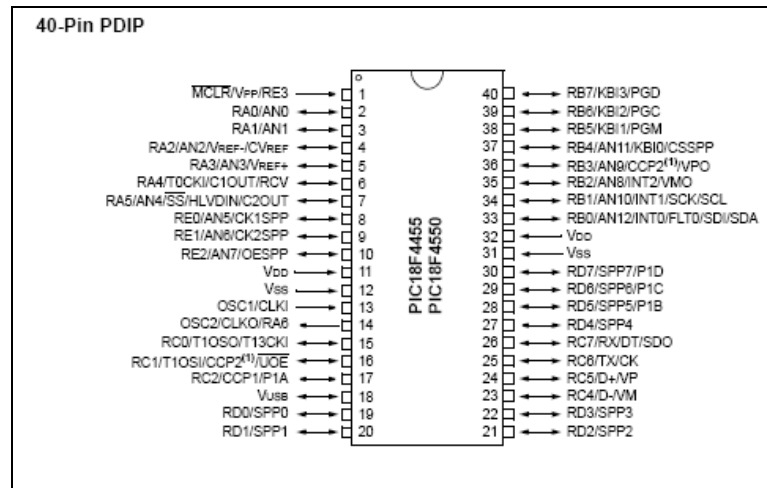 40-Pin PDIP
MCLR/VPP/RE3 1
RA0/AN0 2
RA1/AN1 3
RA2/AN2/VREF-/CVREF 4
RA3/AN3/VREF+ 5
RA4/T0CKI/C1OUT/RCV 6
RA5/AN4/SS/HLVDIN/C2OUT 7
RE0/AN5/CK1SPP 8
RE1/AN6/CK2SPP 9
RE2/AN7/OESPP 10
VDD 11
VSS 12
OSC1/CLKI 13
OSC2/CLKO/RA6 14
RC0/T1OSO/T13CKI 15
RC1/T1OSI/CCP2(1)/UOE 16
RC2/CCP1/P1A 17
VUSB 18
RD0/SPP0 19
RD1/SPP1 20
PIC18F4455
PIC18F4550
40 RB7/KBI3/PGD
39 RB6/KBI2/PGC
38 RB5/KBI1/PGM
37 RB4/AN11/KBI0/CSSPP
36 RB3/AN9/CCP2(1)/VPO
35 RB2/AN8/INT2/VMO
34 RB1/AN10/INT1/SCK/SCL
33 RB0/AN12/INT0/FLT0/SDI/SDA
32 VDD
31 VSS
30 RD7/SPP7/P1D
29 RD6/SPP6/P1C
28 RD5/SPP5/P1B
27 RD4/SPP4
26 RC7/RX/DT/SDO
25 RC6/TX/CK
24 RC5/D+/VP
23 RC4/D-/VM
22 RD3/SPP3
21 RD2/SPP2